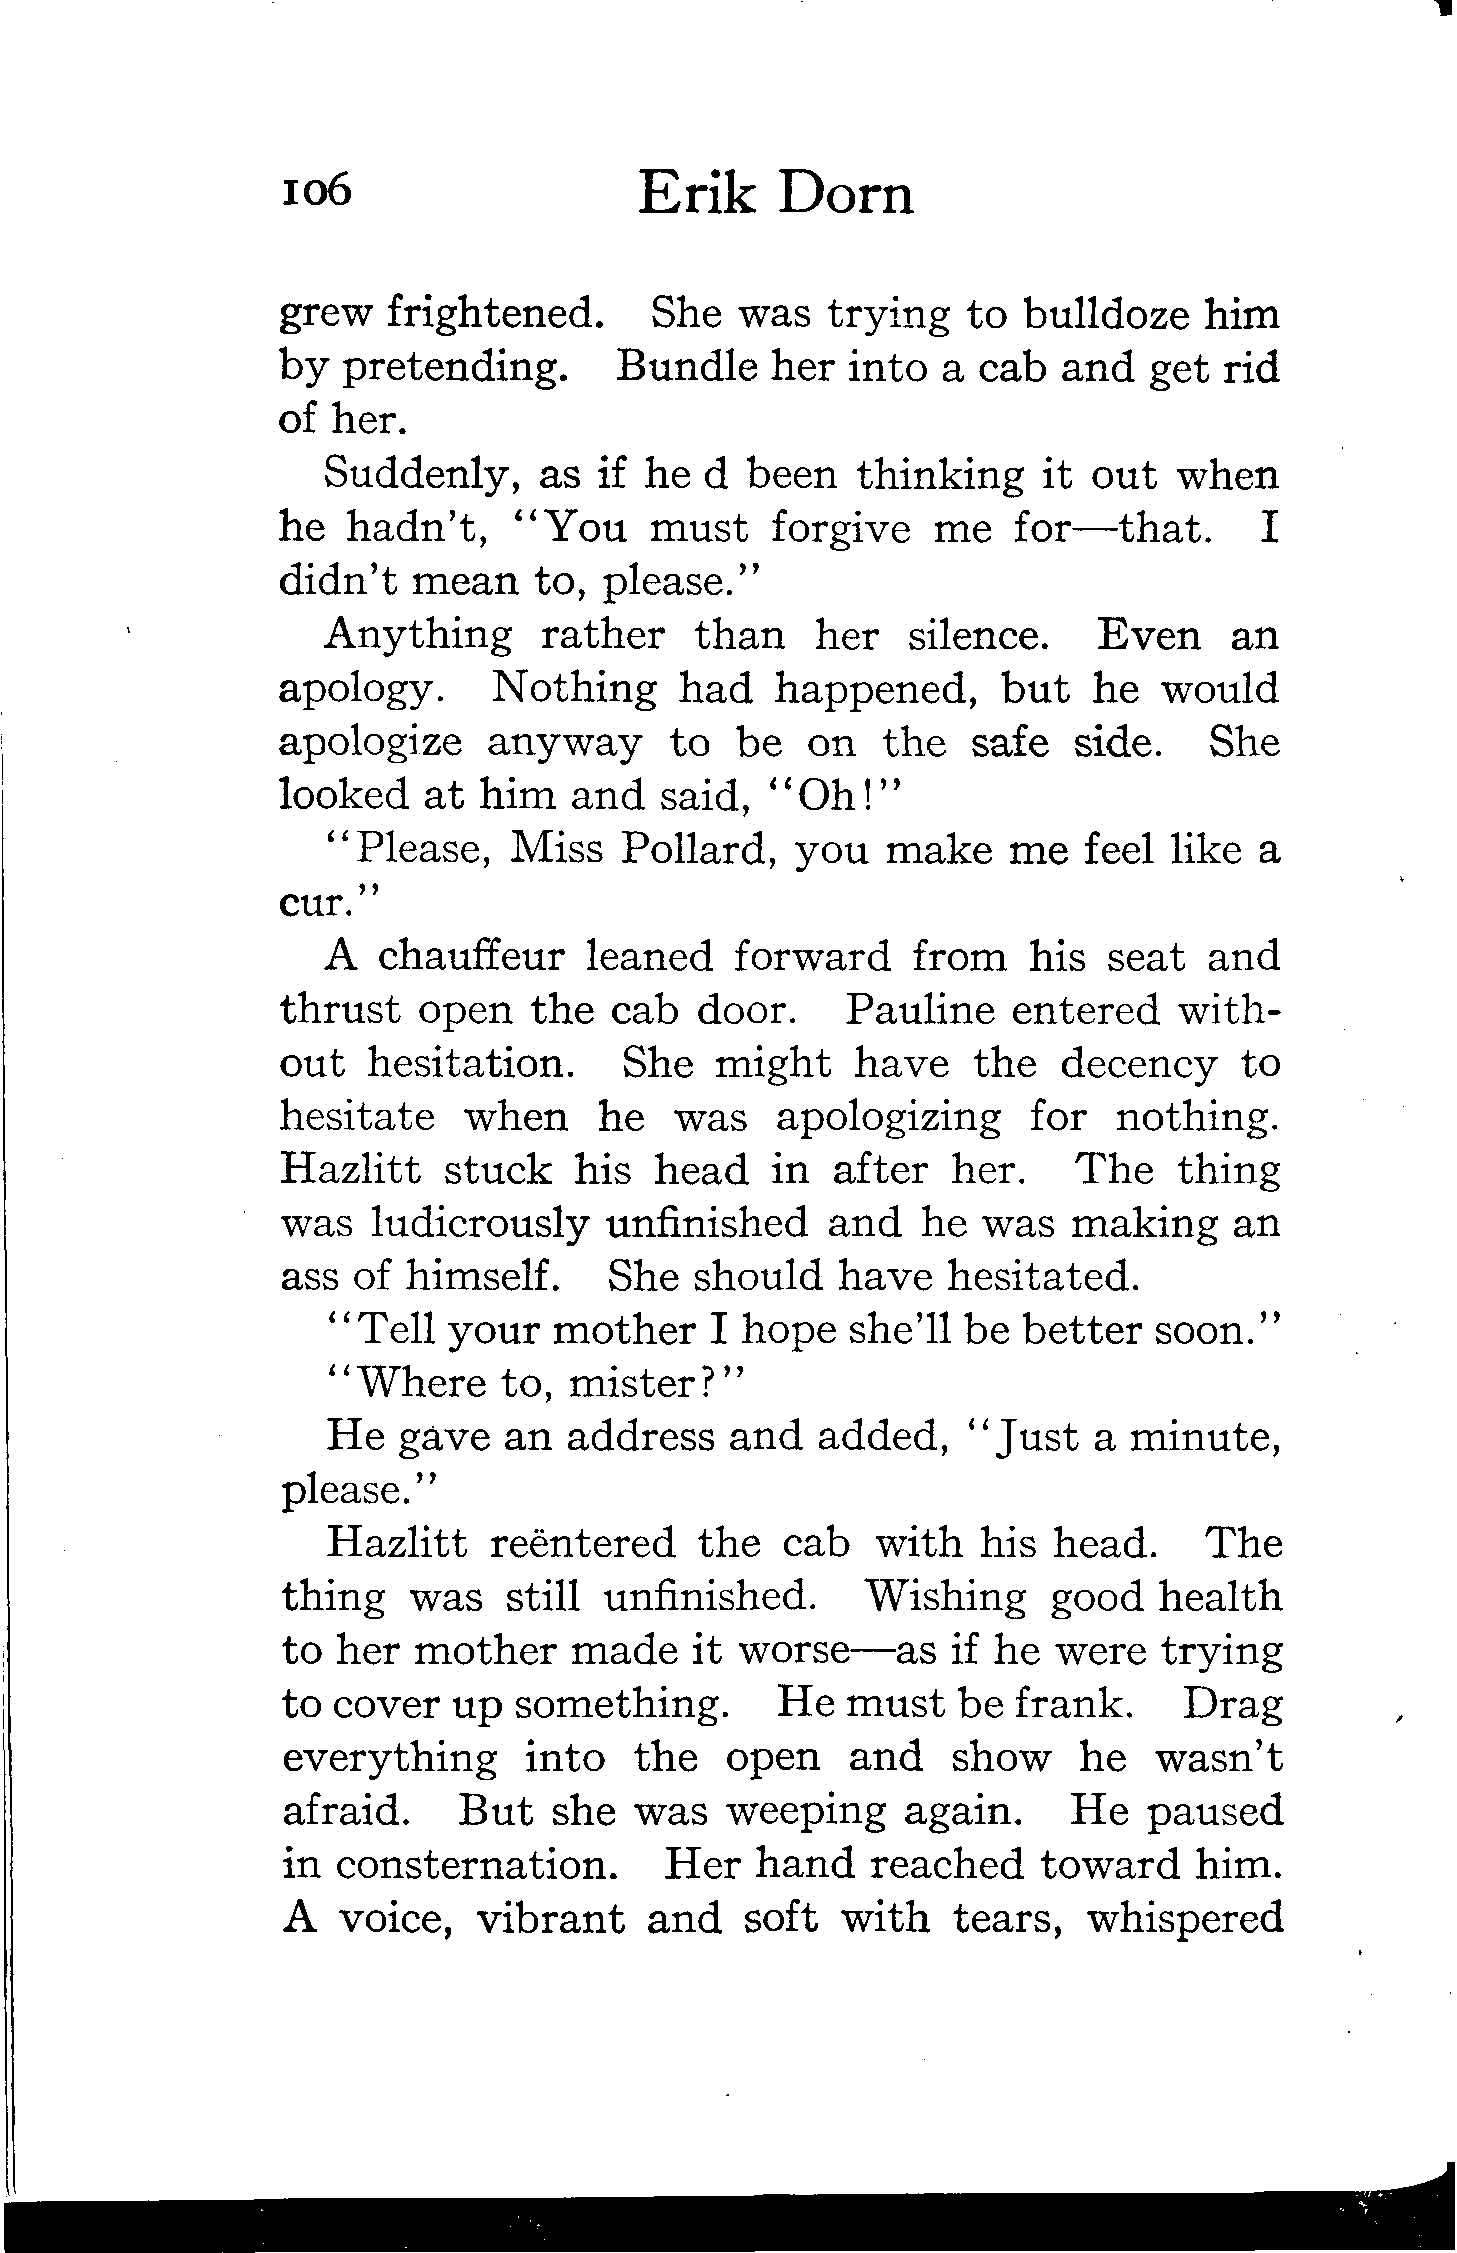 106 Erik Dorn
grew frightened. She was trying to bulldoze him
by pretending. Bundle her into a cab and get rid
of her.
Suddenly, as if he d been thinking it out when
he hadn't, "You must forgive me for—that. I
didn't mean to, please."
Anything rather than her silence. Even an
apology. Nothing had happened, but he would
apologize anyway to be on the safe side. She
looked at him and said, "Oh!"
"Please, Miss Pollard, you make me feel like a
cur."
A chauffeur leaned forward from his seat and
thrust open the cab door. Pauline entered with-
out hesitation. She might have the decency to
hesitate when he was apologizing for nothing.
Hazlitt stuck his head in after her. The thing
was ludicrously unfinished and he was making an
ass of himself. She should have hesitated.
"Tell your mother I hope she'll be better soon."
"Where to, mister?"
He gave an address and added, "Just a minute,
please."
Hazlitt reëntered the cab with his head. The
thing was still unfinished. Wishing good health
to her mother made it worse—as if he were trying
to cover up something. He must be frank. Drag
everything into the open and show he wasn't
afraid. But she was weeping again. He paused
in consternation. Her hand reached toward him.
A voice, vibrant and soft with tears, whispered